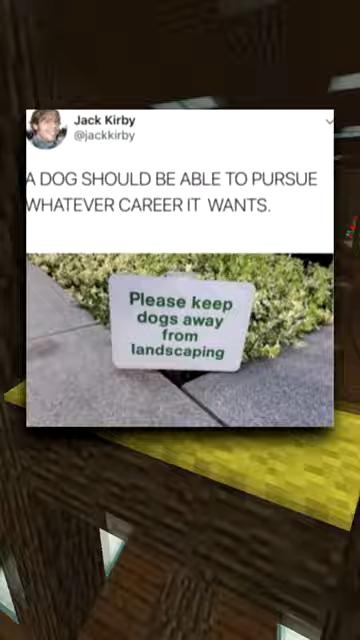 Jack Kirby
@jackkirby
A DOG SHOULD BE ABLE TO PURSUE
WHATEVER CAREER IT WANTS.
Please keep
dogs away
from
landscaping